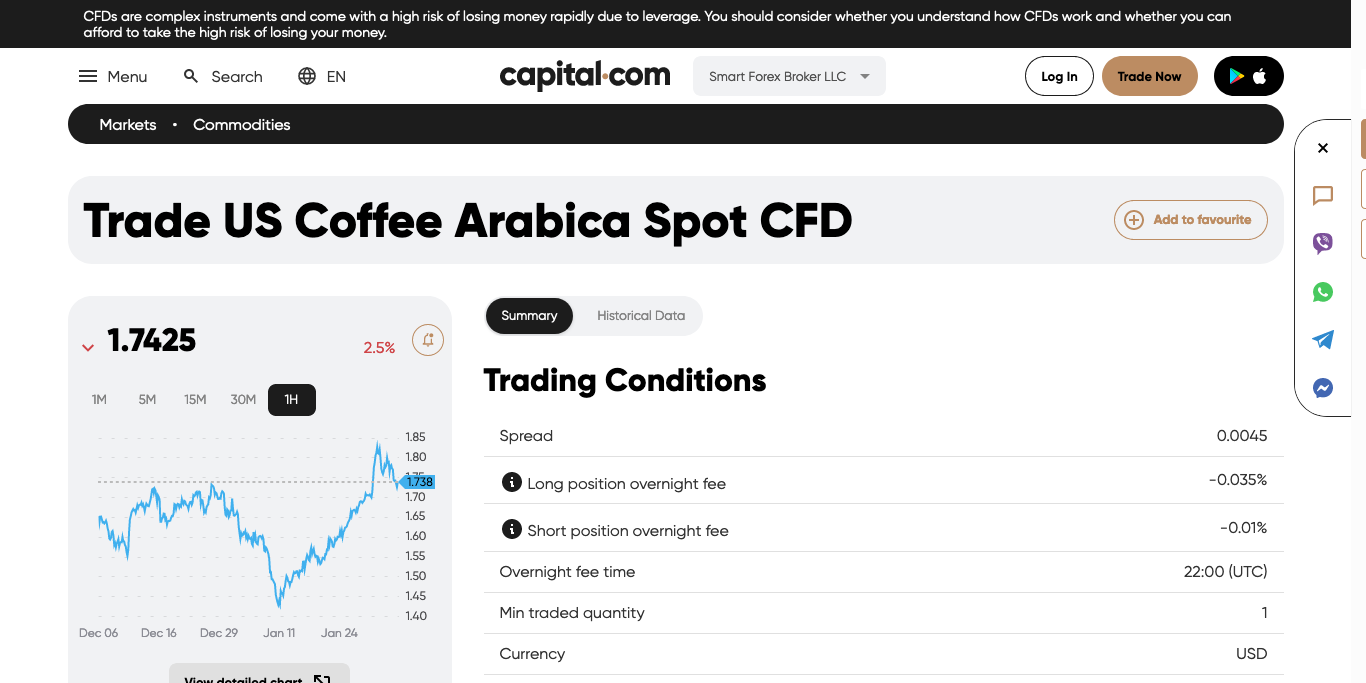 CFDs are complex instruments and come with a high risk of losing money rapidly due to leverage. You should consider whether you understand how CFDs work and whether you can
afford to take the high risk of losing your money.
Menu
Search
EN
capital.com
Smart Forex Broker LLC
Log In
Trade Now
Markets • Commodities
Trade US Coffee Arabica Spot CFD
Add to favourite
1.7425
2.5%
1M 5M 15M 30M 1H
1.85
1.80
1.75
1.738
1.70
1.65
1.60
1.55
1.50
1.45
1.40
Dec 06 Dec 16 Dec 29 Jan 11 Jan 24
View detailed chart
Summary Historical Data
Trading Conditions
Spread 0.0045
Long position overnight fee -0.035%
Short position overnight fee -0.01%
Overnight fee time 22:00 (UTC)
Min traded quantity 1
Currency USD